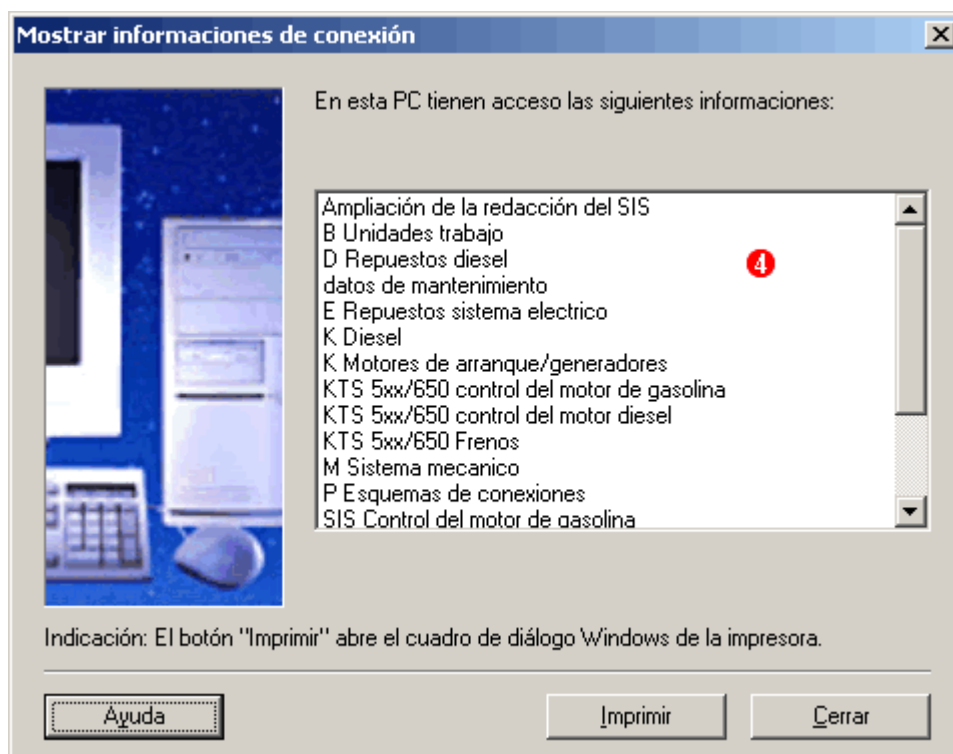 Mostrar informaciones de conexión
En esta PC tienen acceso las siguientes informaciones:
Ampliación de la redacción del SIS
B Unidades trabajo
D Repuestos diesel
4
datos de mantenimiento
E Repuestos sistema electrico
K Diesel
K Motores de arranque/generadores
KTS 5xx/650 control del motor de gasolina
KTS 5xx/650 control del motor diesel
KTS 5xx/650 Frenos
M Sistema mecanico
P Esquemas de conexiones
SIS Control del motor de gasolina
Indicación: El botón "Imprimir" abre el cuadro de diálogo Windows de la impresora.
Ayuda
Imprimir
Cerrar